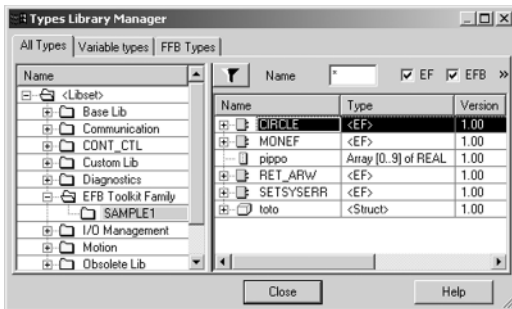 Types Library Manager
All Types Variable types FFB Types
Name
<Libset>
Base Lib
Communication
CONT_CTL
Custom Lib
Diagnostics
EFB Toolkit Family
SAMPLE1
I/O Management
Motion
Obsolete Lib
Name * EF EFB »
Name Type Version
CIRCLE <EF> 1.00
MONEF <EF> 1.00
pippo Array [0..9] of REAL 1.00
RET_ARW <EF> 1.00
SETSYSERR <EF> 1.00
toto <Struct> 1.00
Close Help